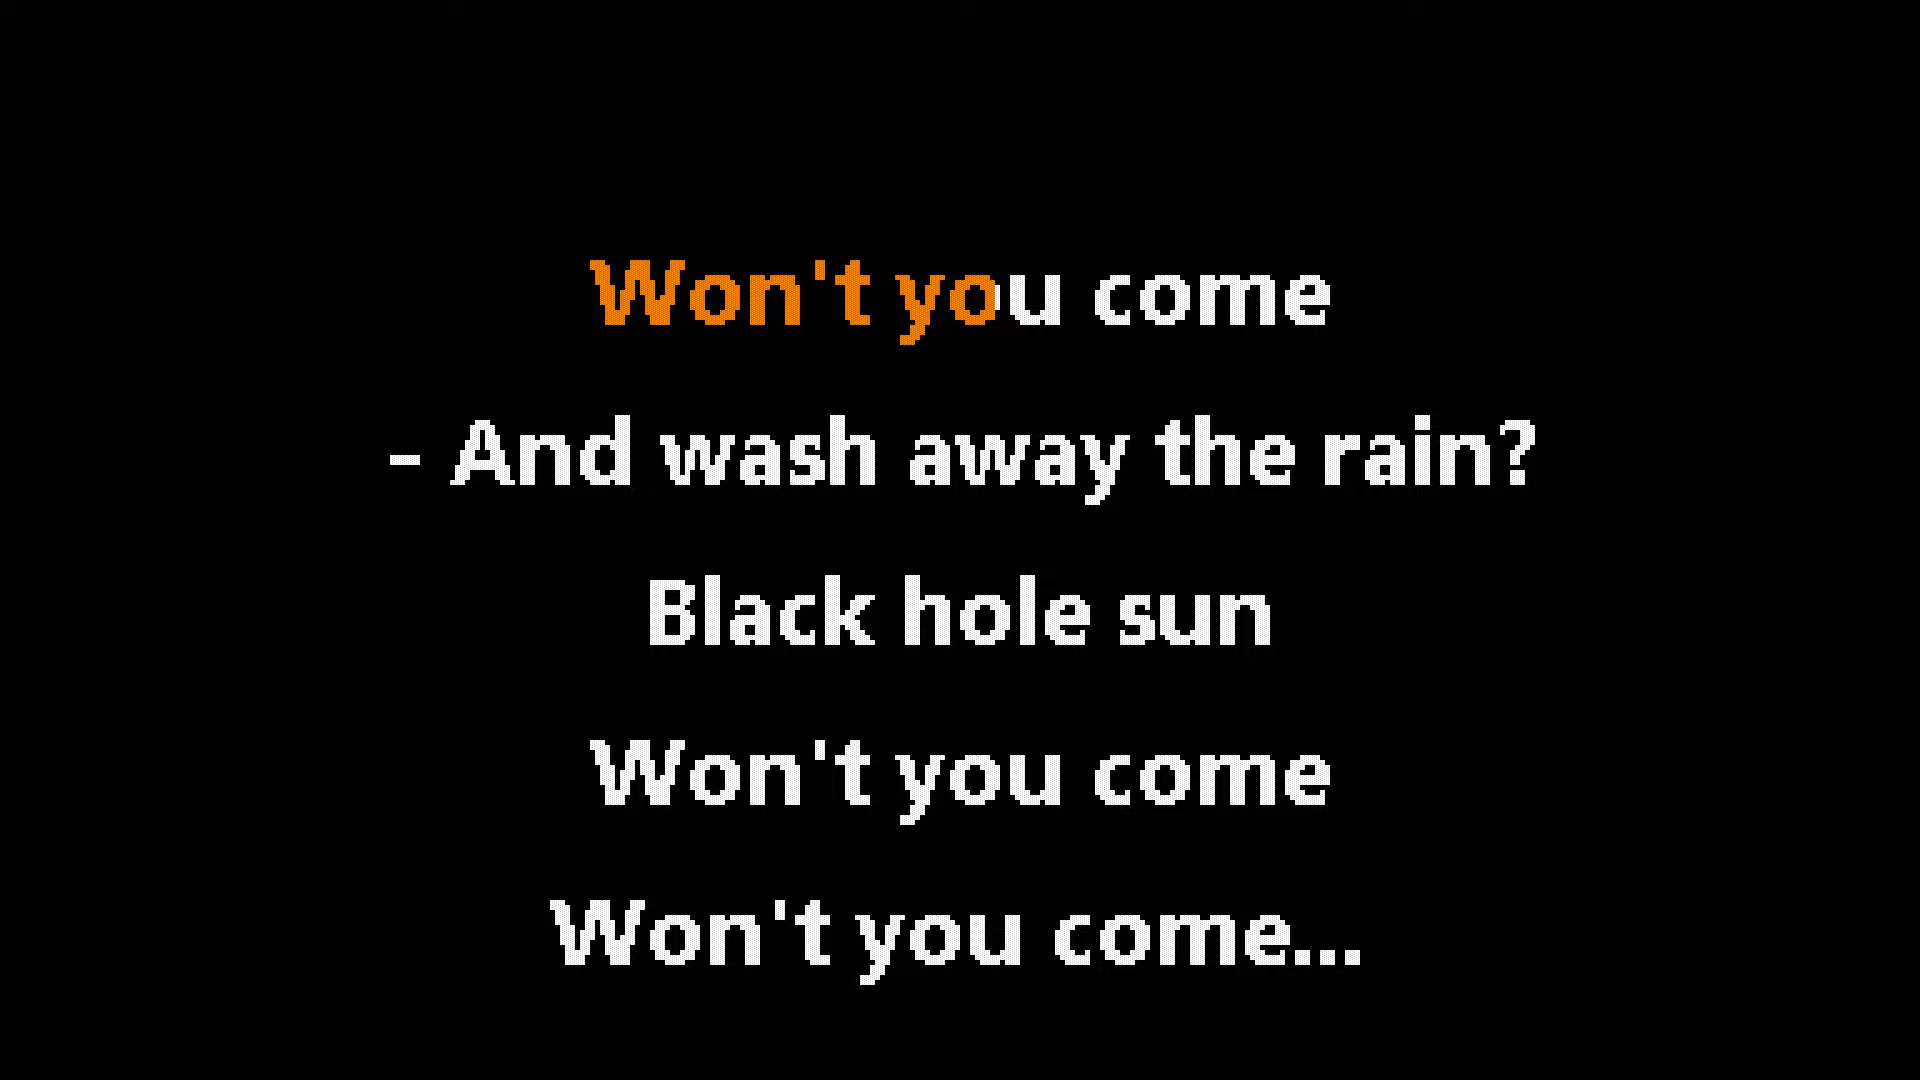 Won't you come
- And wash away the rain?
Black hole sun
Won't you come
Won't you come...